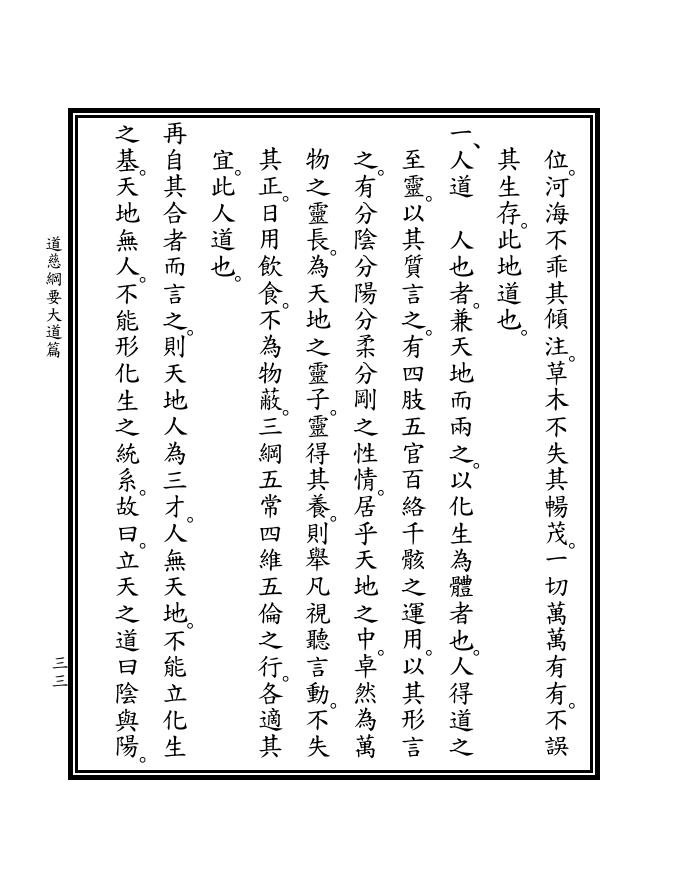 位。河海不乖其傾注。草木不失其暢茂。一切萬萬有有。不誤
其生存。此地道也。
一、人道　人也者。兼天地而兩之。以化生為體者也。人得道之
至靈。以其質言之。有四肢五官百絡千骸之運用。以其形言
之。有分陰分陽分柔分剛之性情。居乎天地之中。卓然為萬
物之靈長。為天地之靈子。靈得其養。則舉凡視聽言動。不失
其正。日用飲食。不為物蔽。三綱五常四維五倫之行。各適其
宜。此人道也。
再自其合者而言之。則天地人為三才。人無天地。不能立化生
之基。天地無人。不能形化生之統系。故曰。立天之道曰陰與陽。
道慈綱要大道篇
三三